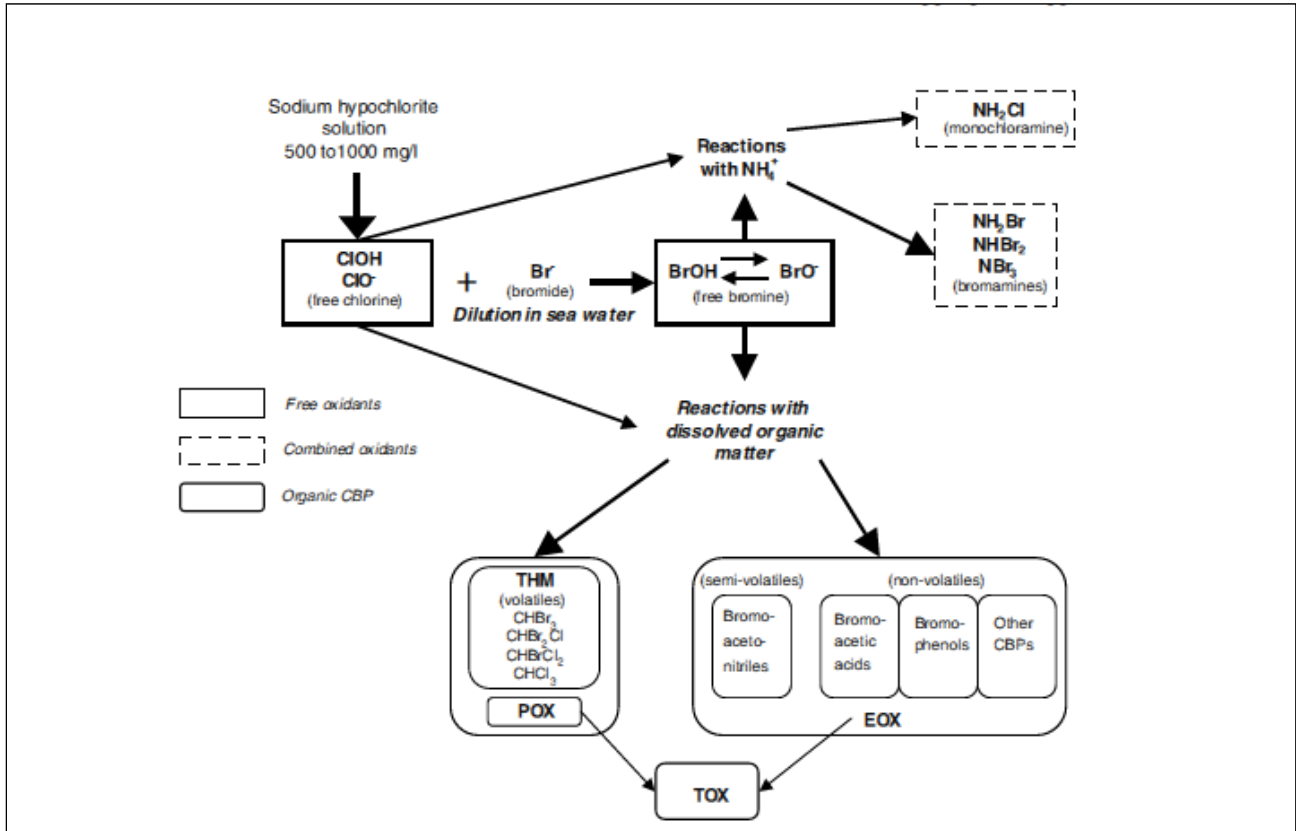 Sodium hypochlorite
solution
500 to1000 mg/l
NH₂Cl
(monochloramine)
Reactions
with NH₄⁺
NH₂Br
NHBr₂
NBr₃
(bromamines)
ClOH
ClO⁻
(free chlorine)
+
Br⁻
(bromide)
Dilution in sea water
BrOH BrO⁻
(free bromine)
Free oxidants
Combined oxidants
Organic CBP
Reactions with
dissolved organic
matter
THM
(volatiles)
CHBr₃
CHBr₂Cl
CHBrCl₂
CHCl₃
POX
(semi-volatiles) (non-volatiles)
Bromo-
aceto-
nitriles
Bromo-
acetic
acids
Bromo-
phenols
Other
CBPs
EOX
TOX